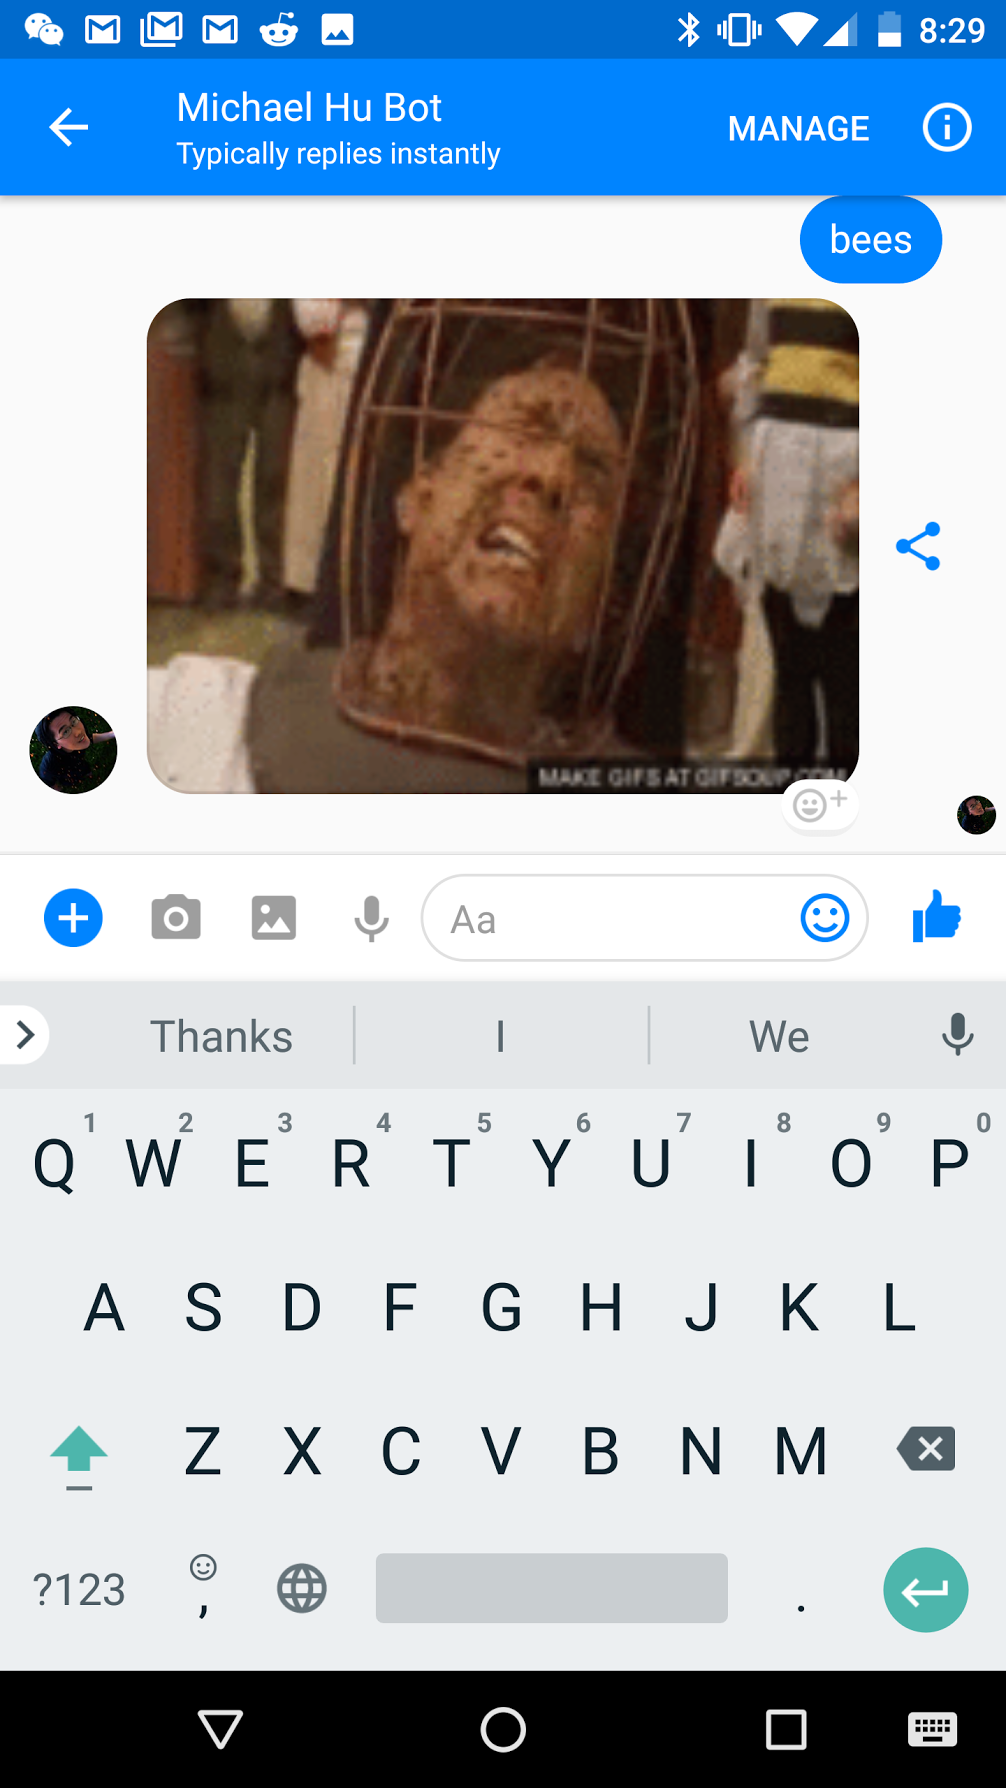 8:29
Michael Hu Bot
Typically replies instantly
MANAGE
bees
MAKE GIFS AT GIFSOUP.COM
Aa
Thanks
I
We
1 2 3 4 5 6 7 8 9 0
Q W E R T Y U I O P
A S D F G H J K L
Z X C V B N M
?123 , .